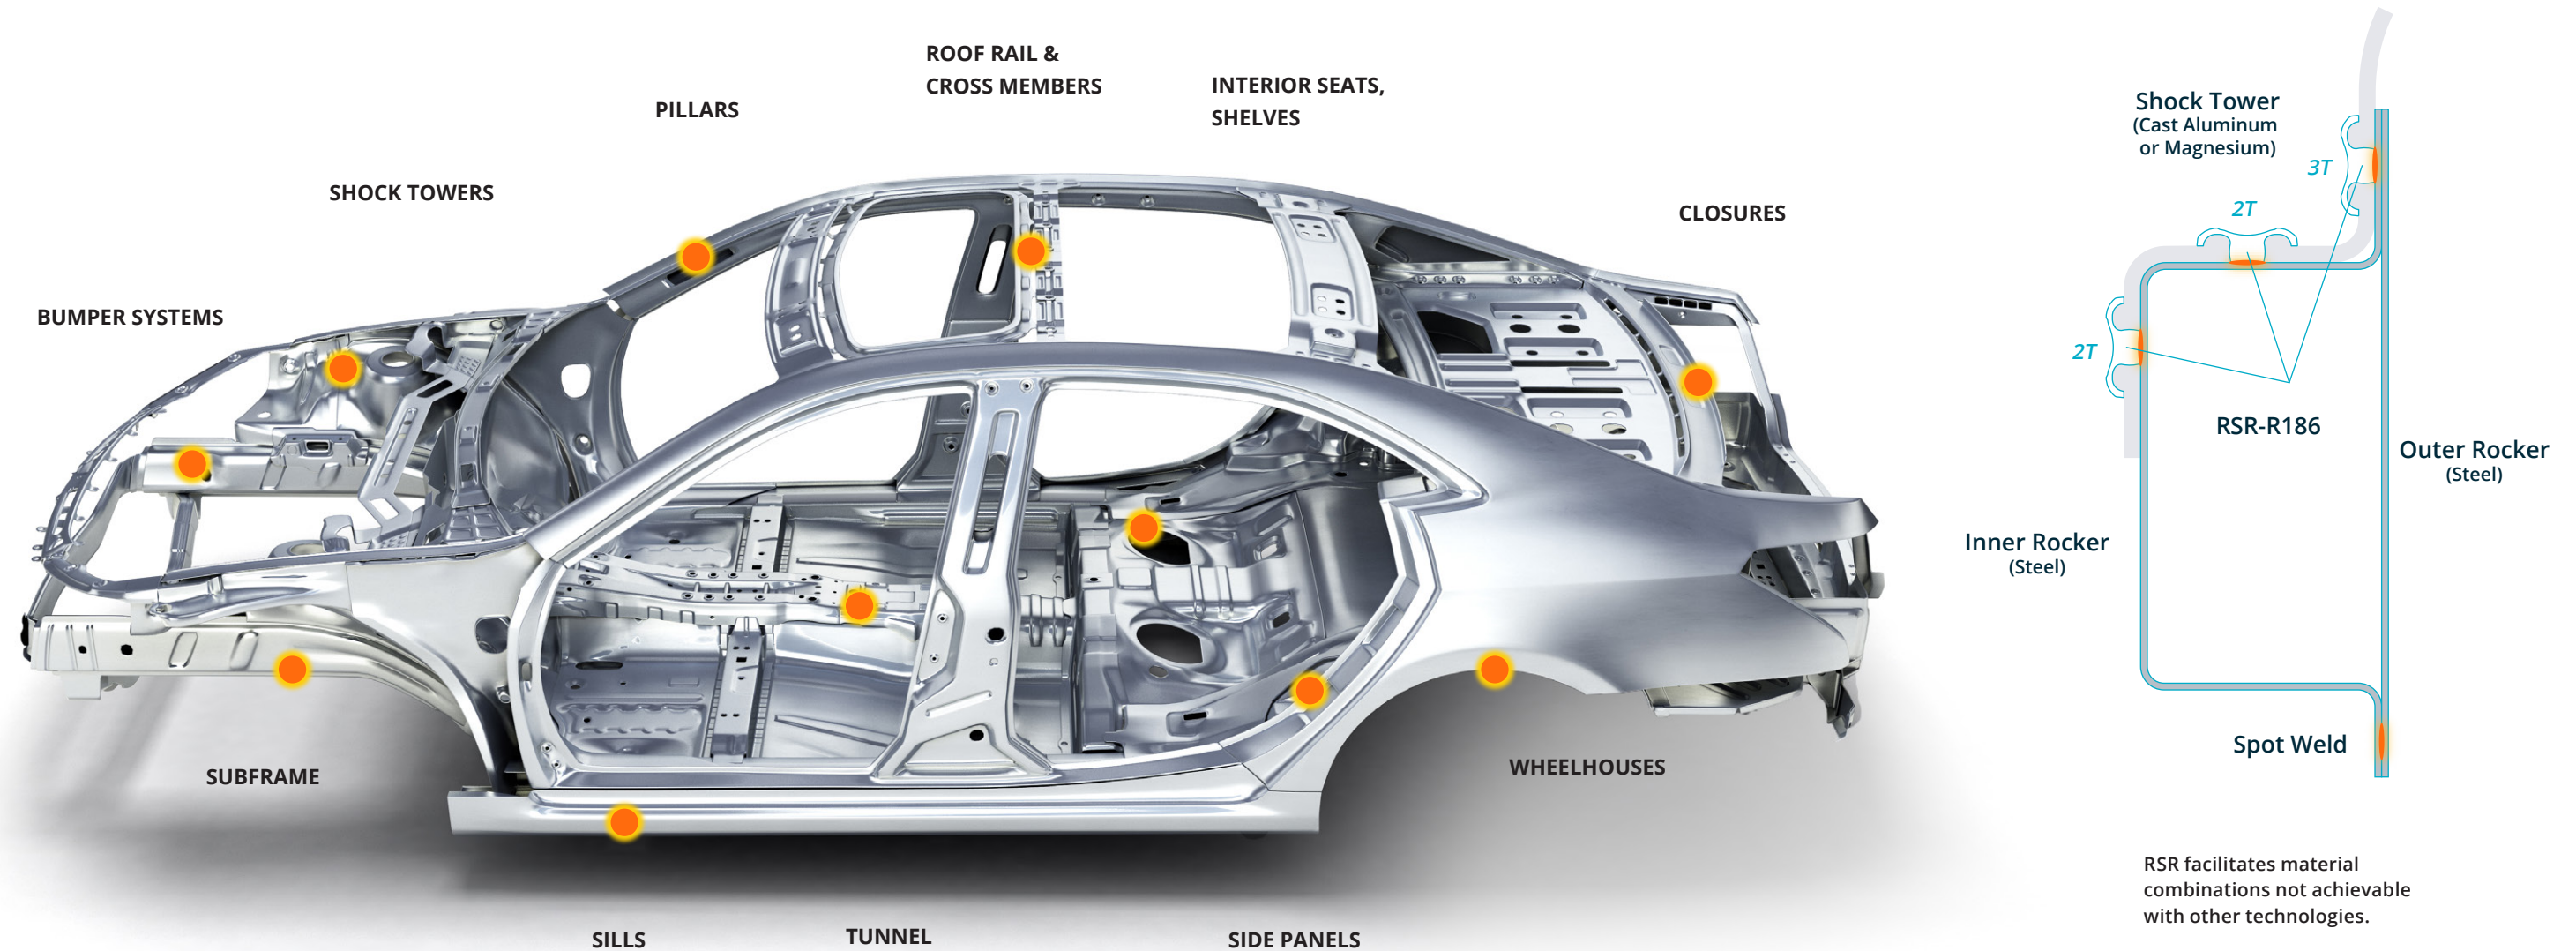 ROOF RAIL &
CROSS MEMBERS
INTERIOR SEATS,
SHELVES
PILLARS
SHOCK TOWERS
CLOSURES
BUMPER SYSTEMS
SUBFRAME
WHEELHOUSES
SILLS
TUNNEL
SIDE PANELS
Shock Tower
(Cast Aluminum
or Magnesium)
3T
2T
2T
RSR-R186
Outer Rocker
(Steel)
Inner Rocker
(Steel)
Spot Weld
RSR facilitates material
combinations not achievable
with other technologies.